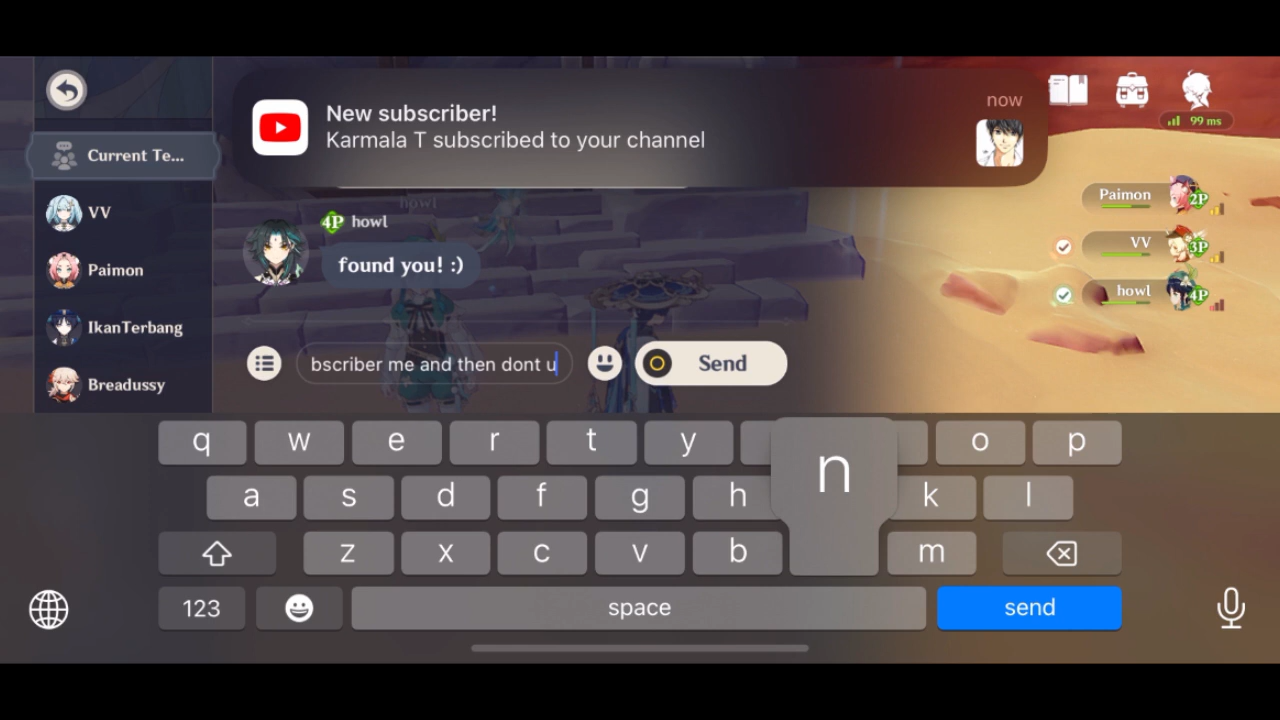 New subscriber!
Karmala T subscribed to your channel
now
99 ms
Current Te...
VV
Paimon
IkanTerbang
Breadussy
howl
4P howl
found you! :)
bscriber me and then dont u
Send
Paimon 2P
VV 3P
howl 4P
q w e r t y o p
a s d f g h k l
n
z x c v b m
123
space
send